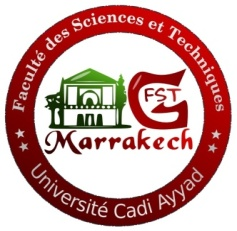 Faculté des Sciences et Techniques
FST
Marrakech
Université Cadi Ayyad